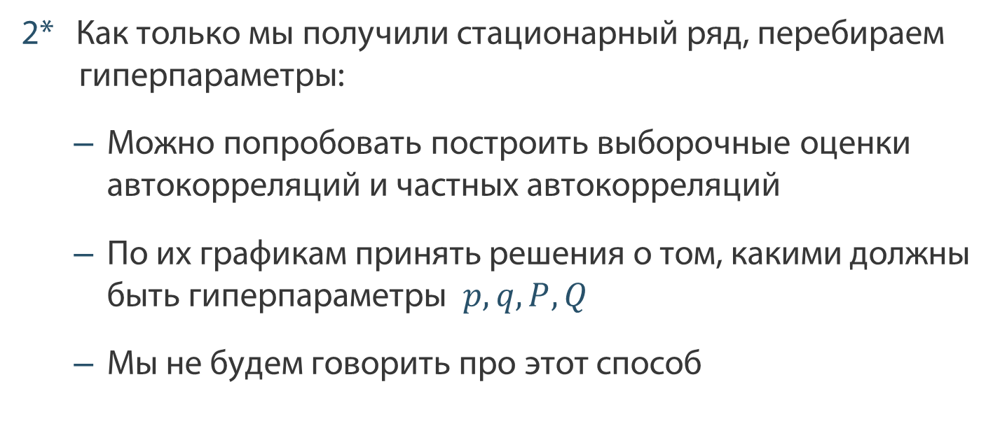 2* Как только мы получили стационарный ряд, перебираем
гиперпараметры:
– Можно попробовать построить выборочные оценки
автокорреляций и частных автокорреляций
– По их графикам принять решения о том, какими должны
быть гиперпараметры p, q, P, Q
– Мы не будем говорить про этот способ